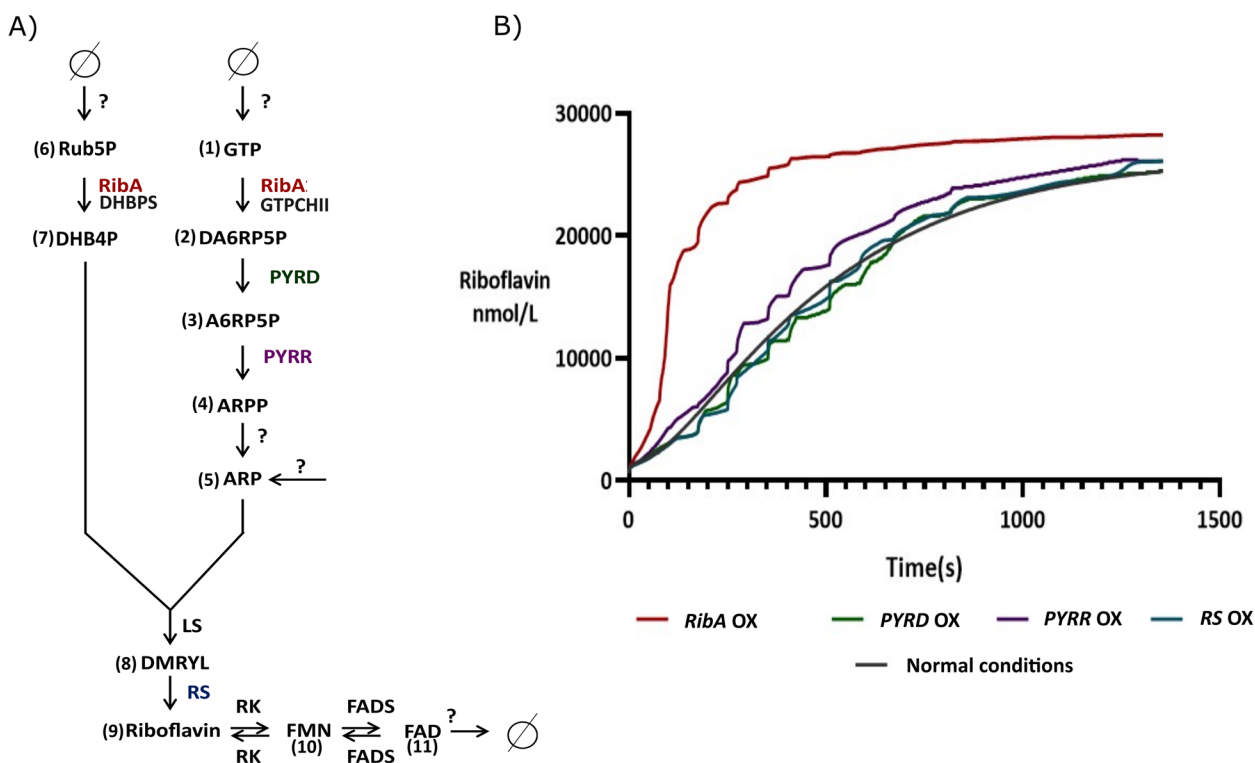 A)
B)
∅
∅
?
?
(6) Rub5P
(1) GTP
RibA
DHBPS
RibA:
GTPCHII
(7) DHB4P
(2) DA6RP5P
PYRD
(3) A6RP5P
PYRR
(4) ARPP
?
(5) ARP
?
LS
(8) DMRYL
RS
(9) Riboflavin
RK
RK
FMN
(10)
FADS
FADS
FAD
(11)
?
∅
30000
20000
10000
0
Riboflavin
nmol/L
0 500 1000 1500
Time(s)
RibA OX PYRD OX PYRR OX RS OX
Normal conditions